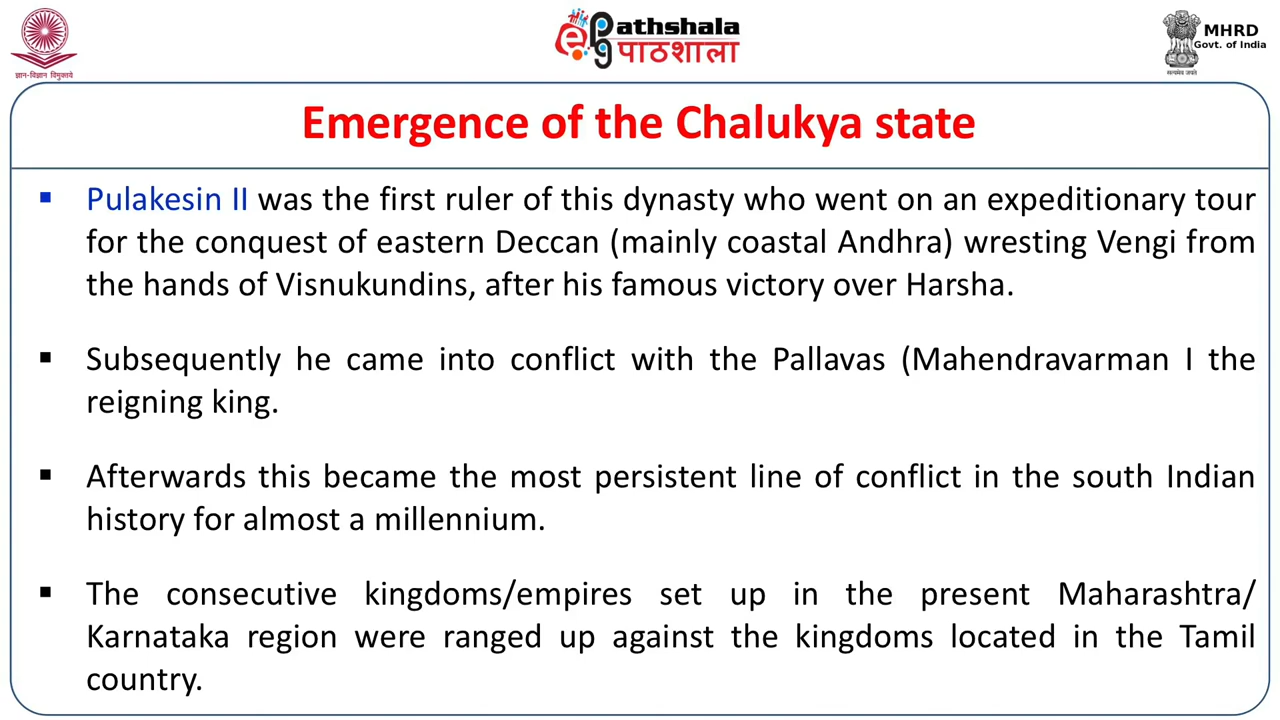 ज्ञान-विज्ञान विमुक्तये
ePathshala
पाठशाला
MHRD
Govt. of India
सत्यमेव जयते
Emergence of the Chalukya state
▪ Pulakesin II was the first ruler of this dynasty who went on an expeditionary tour
for the conquest of eastern Deccan (mainly coastal Andhra) wresting Vengi from
the hands of Visnukundins, after his famous victory over Harsha.
▪ Subsequently he came into conflict with the Pallavas (Mahendravarman I the
reigning king.
▪ Afterwards this became the most persistent line of conflict in the south Indian
history for almost a millennium.
▪ The consecutive kingdoms/empires set up in the present Maharashtra/
Karnataka region were ranged up against the kingdoms located in the Tamil
country.